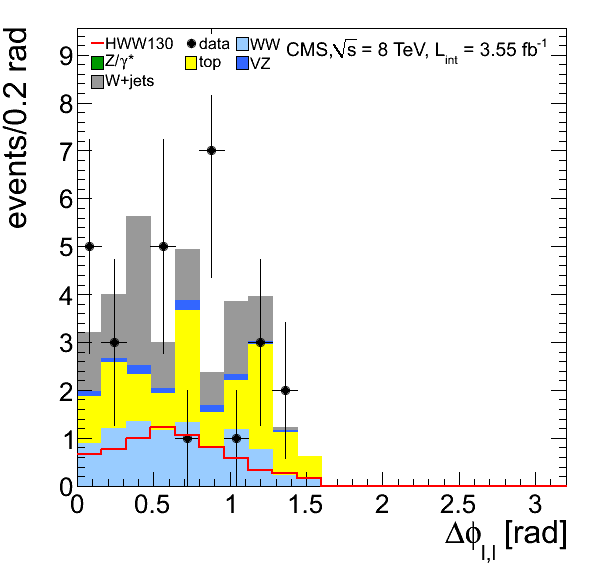 HWW130
data
WW
Z/γ*
top
VZ
W+jets
CMS,√s = 8 TeV, L_int = 3.55 fb⁻¹
events/0.2 rad
9
8
7
6
5
4
3
2
1
0
0 0.5 1 1.5 2 2.5 3
Δϕ_l,l [rad]